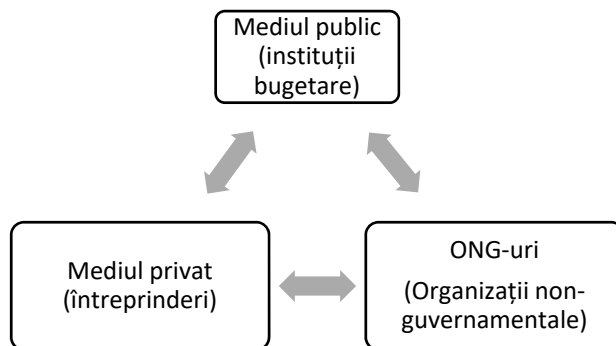 Mediul public
(instituții
bugetare)
Mediul privat
(întreprinderi)
ONG-uri
(Organizații non-
guvernamentale)